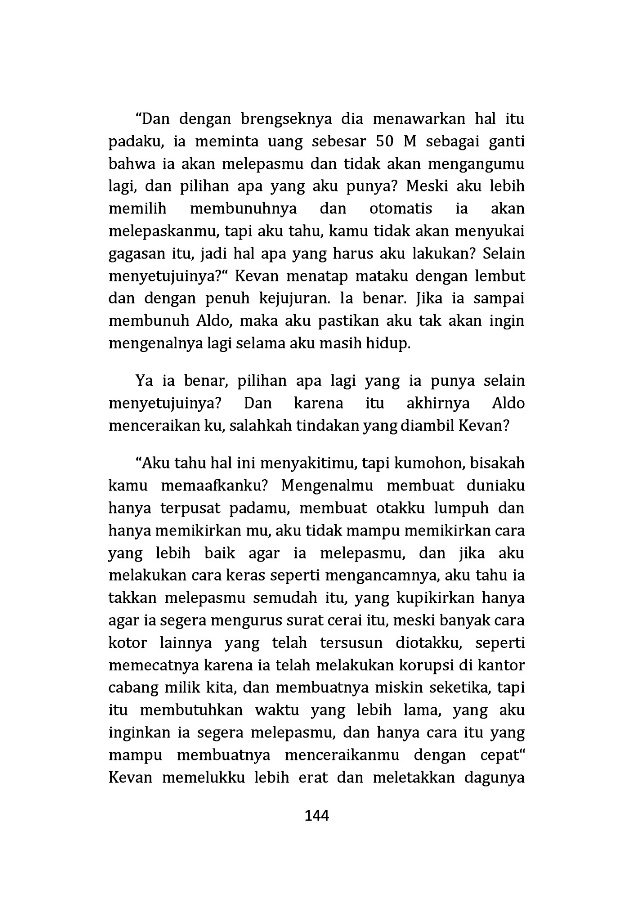 “Dan dengan brengseknya dia menawarkan hal itu
padaku, ia meminta uang sebesar 50 M sebagai ganti
bahwa ia akan melepasmu dan tidak akan mengangumu
lagi, dan pilihan apa yang aku punya? Meski aku lebih
memilih membunuhnya dan otomatis ia akan
melepaskanmu, tapi aku tahu, kamu tidak akan menyukai
gagasan itu, jadi hal apa yang harus aku lakukan? Selain
menyetujuinya?“ Kevan menatap mataku dengan lembut
dan dengan penuh kejujuran. Ia benar. Jika ia sampai
membunuh Aldo, maka aku pastikan aku tak akan ingin
mengenalnya lagi selama aku masih hidup.
Ya ia benar, pilihan apa lagi yang ia punya selain
menyetujuinya? Dan karena itu akhirnya Aldo
menceraikan ku, salahkah tindakan yang diambil Kevan?
“Aku tahu hal ini menyakitimu, tapi kumohon, bisakah
kamu memaafkanku? Mengenalmu membuat duniaku
hanya terpusat padamu, membuat otakku lumpuh dan
hanya memikirkan mu, aku tidak mampu memikirkan cara
yang lebih baik agar ia melepasmu, dan jika aku
melakukan cara keras seperti mengancamnya, aku tahu ia
takkan melepasmu semudah itu, yang kupikirkan hanya
agar ia segera mengurus surat cerai itu, meski banyak cara
kotor lainnya yang telah tersusun diotakku, seperti
memecatnya karena ia telah melakukan korupsi di kantor
cabang milik kita, dan membuatnya miskin seketika, tapi
itu membutuhkan waktu yang lebih lama, yang aku
inginkan ia segera melepasmu, dan hanya cara itu yang
mampu membuatnya menceraikanmu dengan cepat“
Kevan memelukku lebih erat dan meletakkan dagunya
144